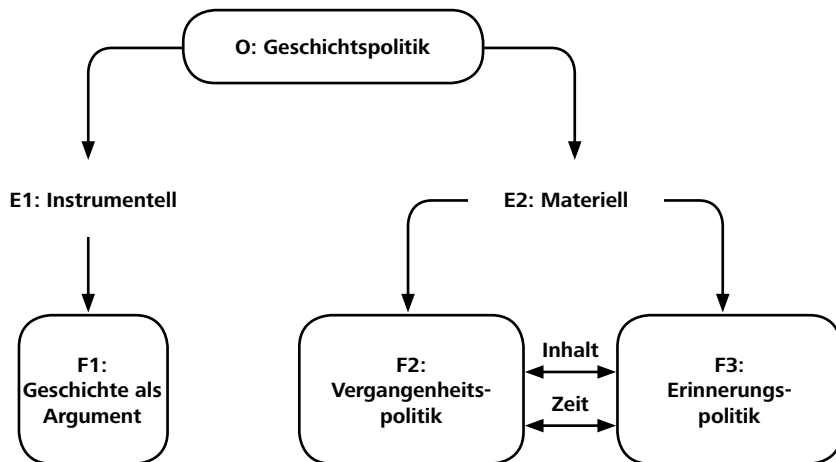 O: Geschichtspolitik
E1: Instrumentell
E2: Materiell
F1:
Geschichte als
Argument
F2:
Vergangenheits-
politik
Inhalt
Zeit
F3:
Erinnerungs-
politik